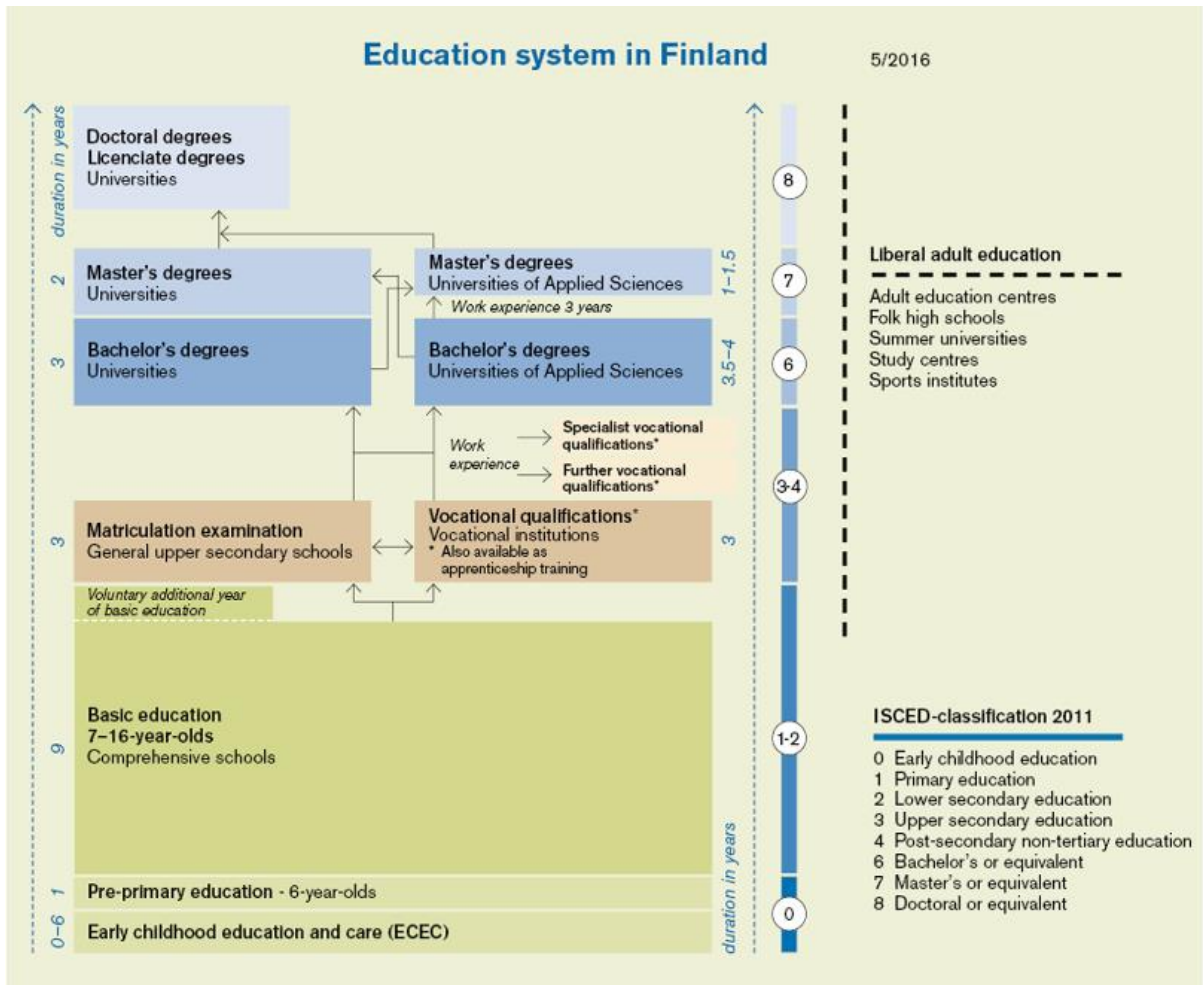 Education system in Finland
5/2016
duration in years
Doctoral degrees
Licenciate degrees
Universities
8
2
Master's degrees
Universities
Master's degrees
Universities of Applied Sciences
1–1.5
7
Work experience 3 years
3
Bachelor's degrees
Universities
Bachelor's degrees
Universities of Applied Sciences
3.5–4
6
Work
experience
Specialist vocational
qualifications*
Further vocational
qualifications*
3-4
3
Matriculation examination
General upper secondary schools
Vocational qualifications*
Vocational institutions
* Also available as
apprenticeship training
3
Voluntary additional year
of basic education
9
Basic education
7–16-year-olds
Comprehensive schools
1-2
1
Pre-primary education - 6-year-olds
0–6
Early childhood education and care (ECEC)
duration in years
0
Liberal adult education
Adult education centres
Folk high schools
Summer universities
Study centres
Sports institutes
ISCED-classification 2011
0 Early childhood education
1 Primary education
2 Lower secondary education
3 Upper secondary education
4 Post-secondary non-tertiary education
6 Bachelor's or equivalent
7 Master's or equivalent
8 Doctoral or equivalent